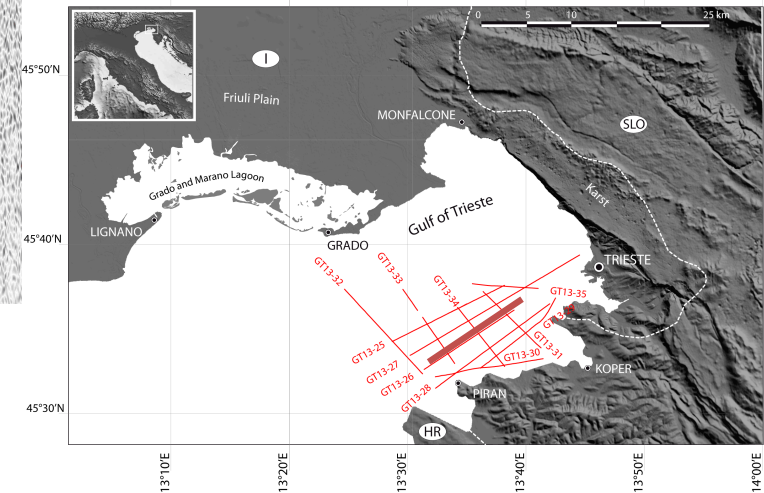 0 5 10 25 km
45°50'N
I
Friuli Plain
MONFALCONE
SLO
Karst
Grado and Marano Lagoon
Gulf of Trieste
LIGNANO
GRADO
45°40'N
TRIESTE
GT13-32
GT13-33
GT13-34
GT13-35
GT13-25
GT13-27
GT13-26
GT13-28
GT13-30
GT13-31
KOPER
PIRAN
45°30'N
HR
13°10'E
13°20'E
13°30'E
13°40'E
13°50'E
14°00'E